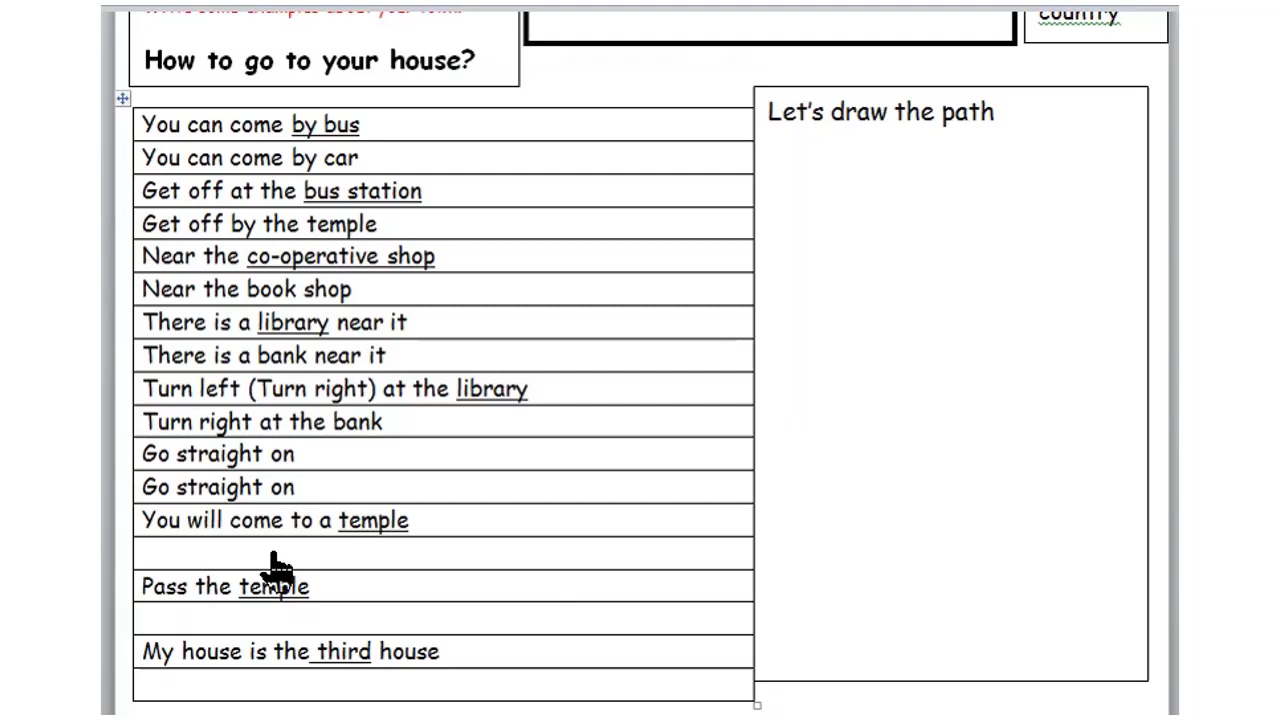 How to go to your house?
country
You can come by bus
You can come by car
Get off at the bus station
Get off by the temple
Near the co-operative shop
Near the book shop
There is a library near it
There is a bank near it
Turn left (Turn right) at the library
Turn right at the bank
Go straight on
Go straight on
You will come to a temple
Pass the temple
My house is the third house
Let's draw the path